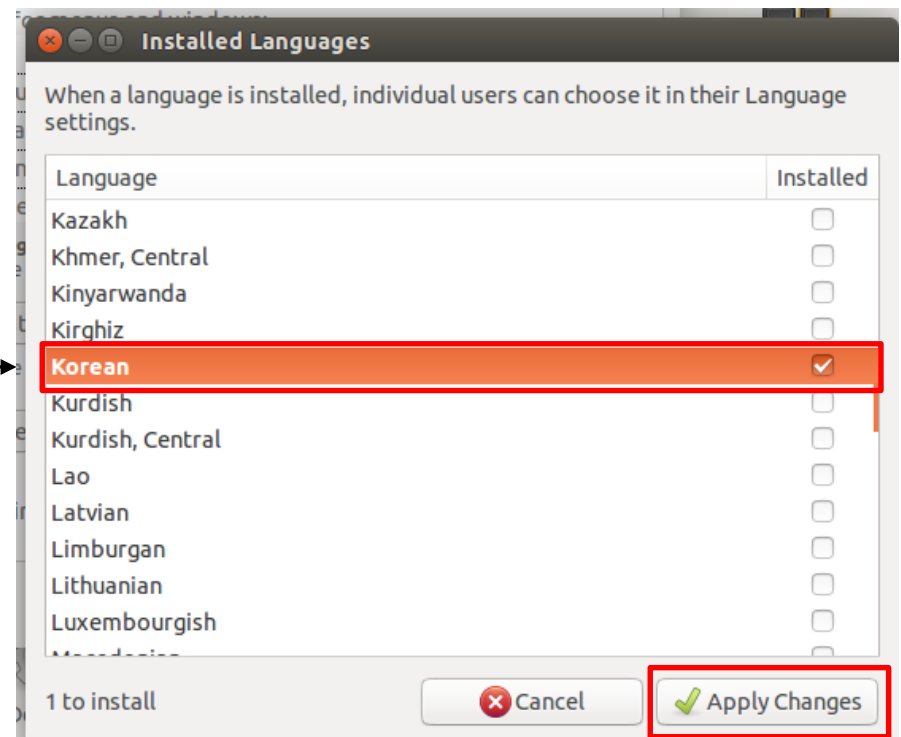 Installed Languages
When a language is installed, individual users can choose it in their Language
settings.
Language Installed
Kazakh
Khmer, Central
Kinyarwanda
Kirghiz
Korean
Kurdish
Kurdish, Central
Lao
Latvian
Limburgan
Lithuanian
Luxembourgish
1 to install Cancel Apply Changes